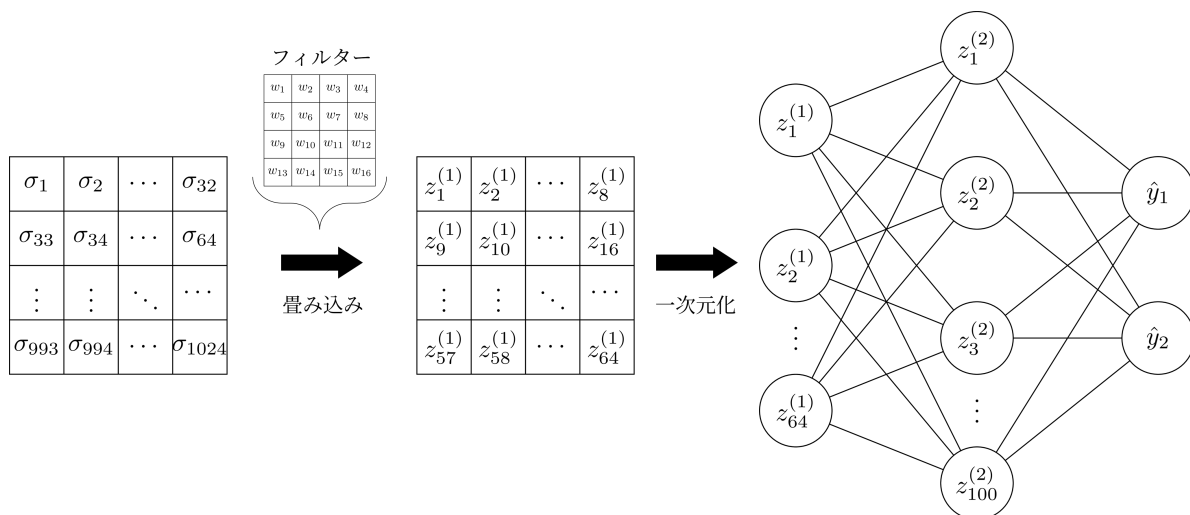 フィルター
w₁ w₂ w₃ w₄
w₅ w₆ w₇ w₈
w₉ w₁₀ w₁₁ w₁₂
w₁₃ w₁₄ w₁₅ w₁₆
σ₁ σ₂ ⋯ σ₃₂
σ₃₃ σ₃₄ ⋯ σ₆₄
⋮ ⋮ ⋱ ⋯
σ₉₉₃ σ₉₉₄ ⋯ σ₁₀₂₄
畳み込み
z₁⁽¹⁾ z₂⁽¹⁾ ⋯ z₈⁽¹⁾
z₉⁽¹⁾ z₁₀⁽¹⁾ ⋯ z₁₆⁽¹⁾
⋮ ⋮ ⋱ ⋯
z₅₇⁽¹⁾ z₅₈⁽¹⁾ ⋯ z₆₄⁽¹⁾
一次元化
z₁⁽¹⁾
z₂⁽¹⁾
⋮
z₆₄⁽¹⁾
z₁⁽²⁾
z₂⁽²⁾
z₃⁽²⁾
⋮
z₁₀₀⁽²⁾
ŷ₁
ŷ₂